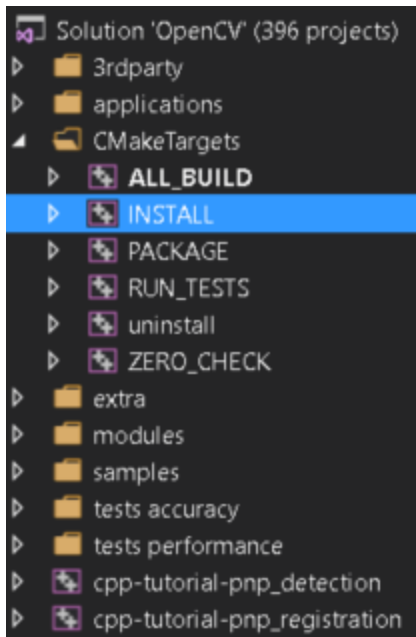 Solution 'OpenCV' (396 projects)
3rdparty
applications
CMakeTargets
ALL_BUILD
INSTALL
PACKAGE
RUN_TESTS
uninstall
ZERO_CHECK
extra
modules
samples
tests accuracy
tests performance
cpp-tutorial-pnp_detection
cpp-tutorial-pnp_registration